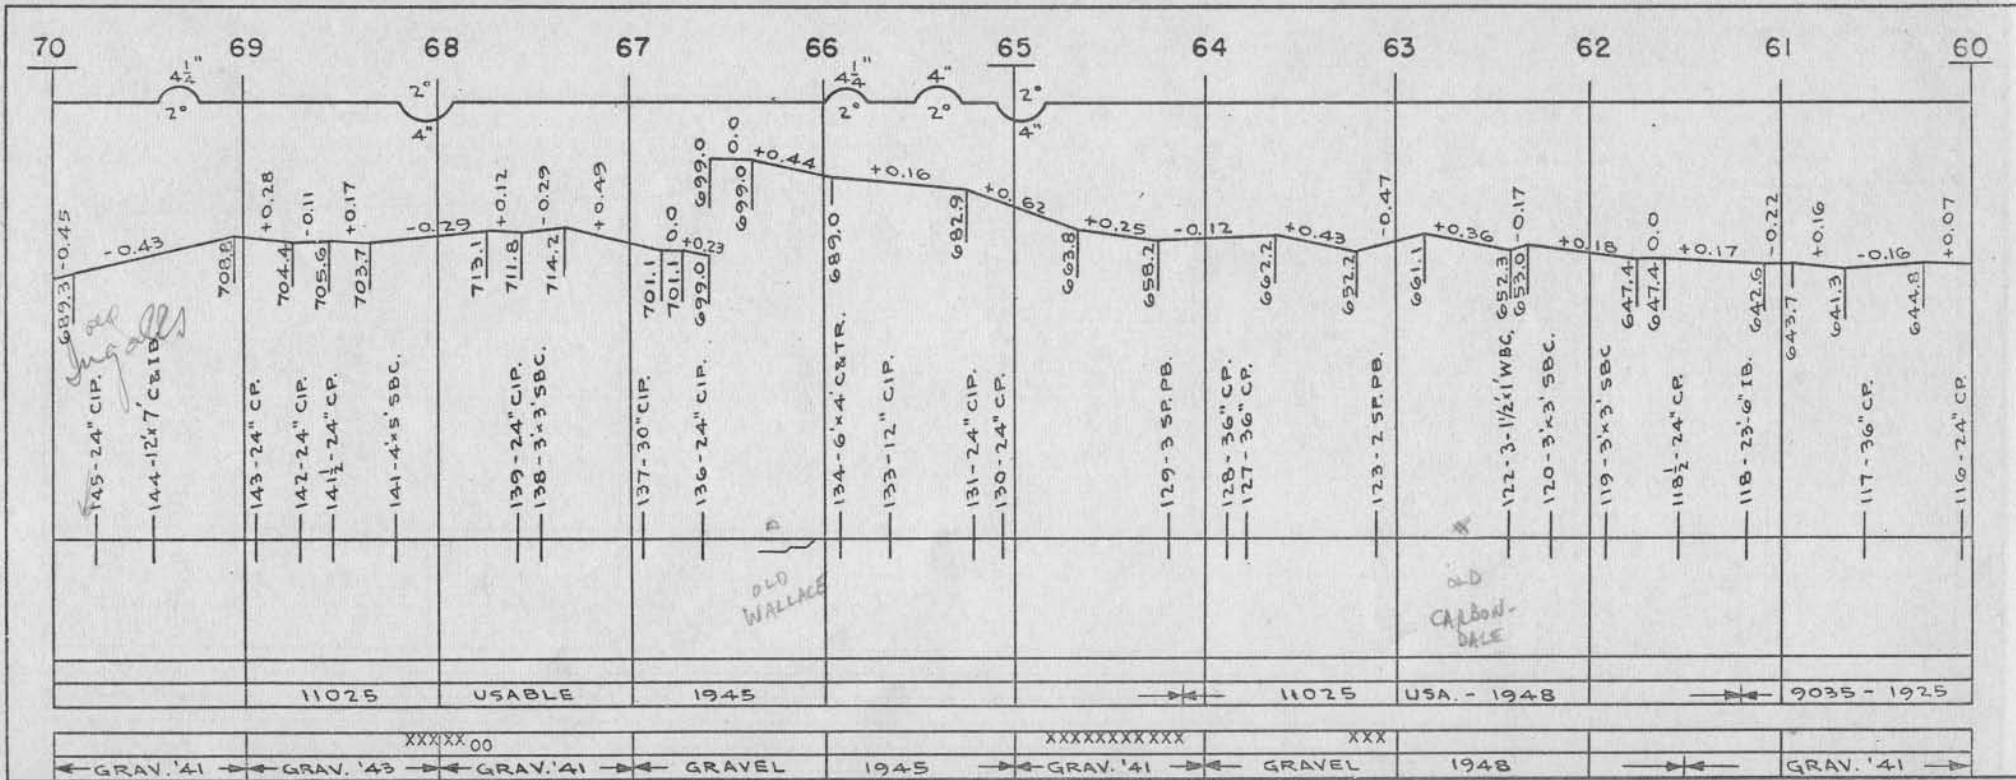 70 69 68 67 66 65 64 63 62 61 60
4¼" 2° 2° 4" 4¼" 2° 4" 2° 2° 4"
-0.45 -0.43 +0.28 -0.11 +0.17 -0.29 +0.12 -0.29 +0.49 0.0 +0.23 0.0 +0.44 +0.16 +0.62 +0.25 -0.12 +0.43 -0.47 +0.36 -0.17 +0.18 0.0 +0.17 -0.22 +0.16 -0.16 +0.07
689.3 708.8 704.4 705.6 703.7 713.1 711.8 714.2 701.1 701.1 699.0 699.0 699.0 689.0 682.9 663.8 658.2 662.2 652.2 661.1 652.3 653.0 647.4 647.4 642.6 643.7 641.3 644.8
old
Ingalls
145-24" CIP.
144-12'x7' C&IB.
143-24" CP.
142-24" CIP.
141½-24" CP.
141-4'x5' SBC.
139-24" CIP.
138-3'x3' SBC.
137-30" CIP.
136-24" CIP.
134-6'x4' C&TR.
133-12" CIP.
131-24" CIP.
130-24" CP.
129-3 SP. PB.
128-36" CP.
127-36" CP.
123-2 SP. PB.
122-3-1½'x1' WBC.
120-3'x3' SBC.
119-3'x3' SBC
118½-24" CP.
118-23'-6" IB.
117-36" CP.
116-24" CP.
OLD
WALLACE
OLD
CARBON-
DALE
11025 USABLE 1945 11025 USA. - 1948 9035 - 1925
XXXXXX00 XXXXXXXXXXX XXX
GRAV. '41 GRAV. '43 GRAV. '41 GRAVEL 1945 GRAV. '41 GRAVEL 1948 GRAV. '41